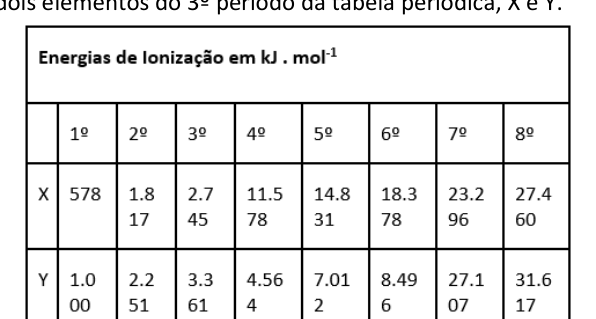 dois elementos do 3º período da tabela periódica, X e Y.
Energias de Ionização em kJ . mol-1
1º 2º 3º 4º 5º 6º 7º 8º
X 578 1.8 2.7 11.5 14.8 18.3 23.2 27.4
17 45 78 31 78 96 60
Y 1.0 2.2 3.3 4.56 7.01 8.49 27.1 31.6
00 51 61 4 2 6 07 17